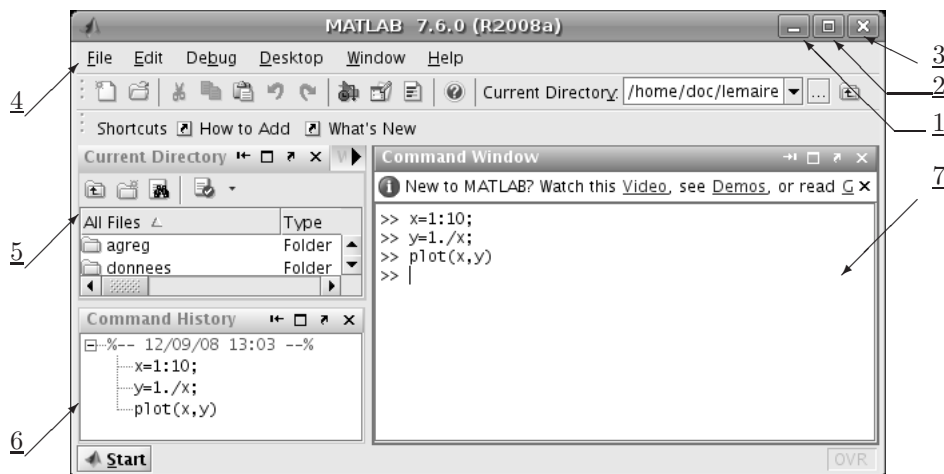 MATLAB 7.6.0 (R2008a)
File Edit Debug Desktop Window Help
Current Directory: /home/doc/lemaire ...
Shortcuts How to Add What's New
Current Directory
All Files Type
agreg Folder
donnees Folder
Command History
%-- 12/09/08 13:03 --%
x=1:10;
y=1./x;
plot(x,y)
Start
Command Window
New to MATLAB? Watch this Video, see Demos, or read G
>> x=1:10;
>> y=1./x;
>> plot(x,y)
>>
OVR
4
5
6
3
2
1
7